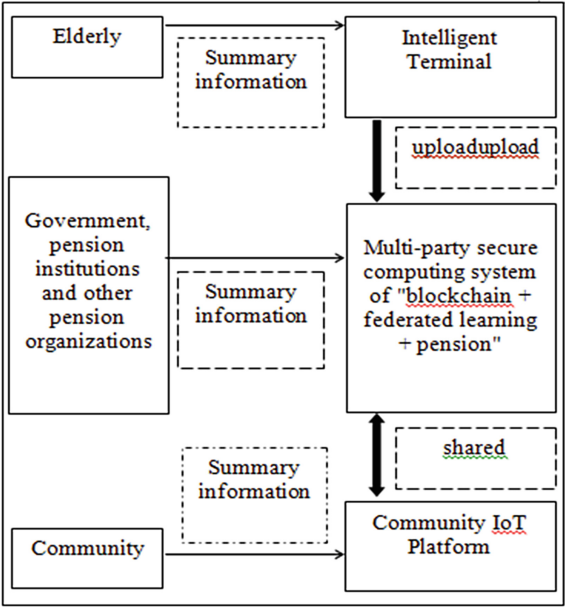 Elderly
Summary
information
Intelligent
Terminal
uploadupload
Government,
pension
institutions
and other
pension
organizations
Summary
information
Multi-party secure
computing system
of "blockchain +
federated learning
+ pension"
shared
Summary
information
Community
Community IoT
Platform